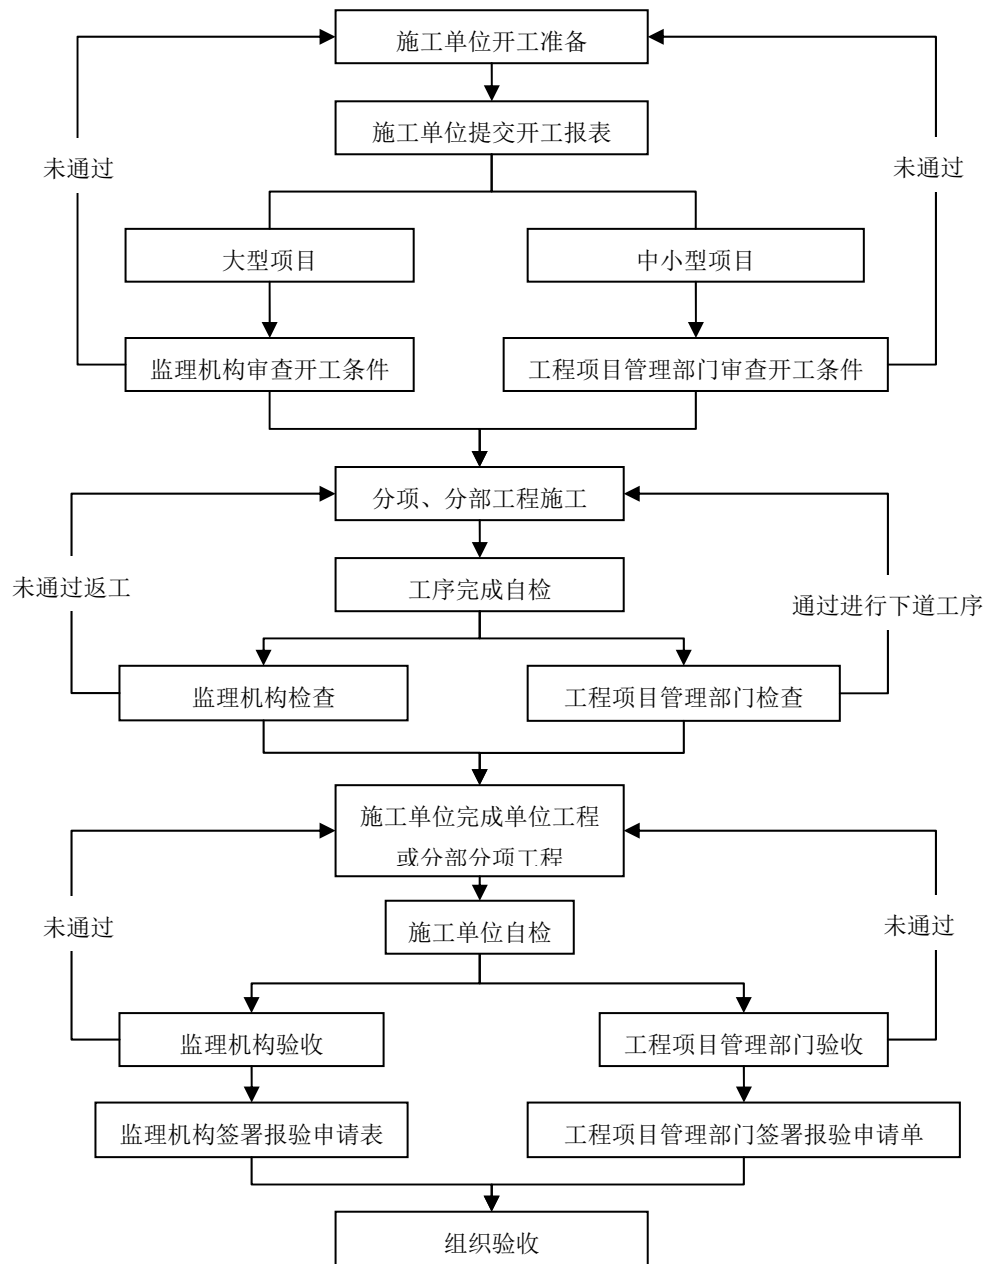 施工单位开工准备
施工单位提交开工报表
未通过
未通过
大型项目
中小型项目
监理机构审查开工条件
工程项目管理部门审查开工条件
分项、分部工程施工
未通过返工
工序完成自检
通过进行下道工序
监理机构检查
工程项目管理部门检查
施工单位完成单位工程
或分部分项工程
未通过
施工单位自检
未通过
监理机构验收
工程项目管理部门验收
监理机构签署报验申请表
工程项目管理部门签署报验申请单
组织验收